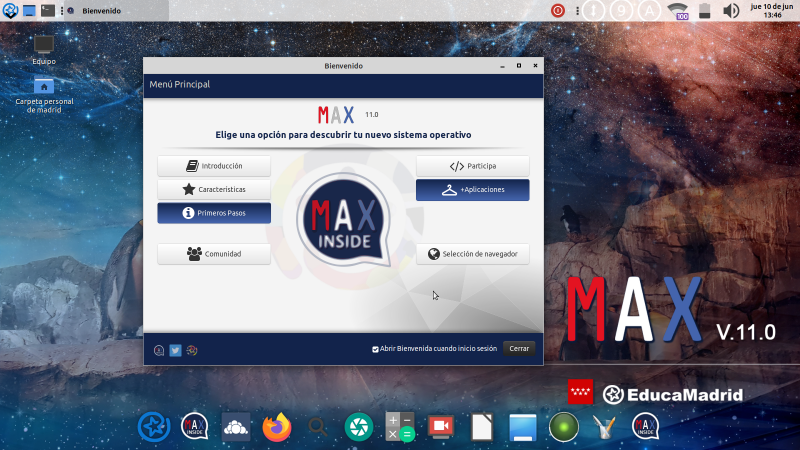 Bienvenido
100
jue 10 de jun
13:46
Equipo
Carpeta personal
de madrid
Bienvenido
Menú Principal
MAX 11.0
Elige una opción para descubrir tu nuevo sistema operativo
Introducción
Participa
Características
+Aplicaciones
Primeros Pasos
MAX
INSIDE
Comunidad
Selección de navegador
Abrir Bienvenida cuando inicio sesión
Cerrar
MAX V.11.0
EducaMadrid
MAX
INSIDE
MAX
INSIDE